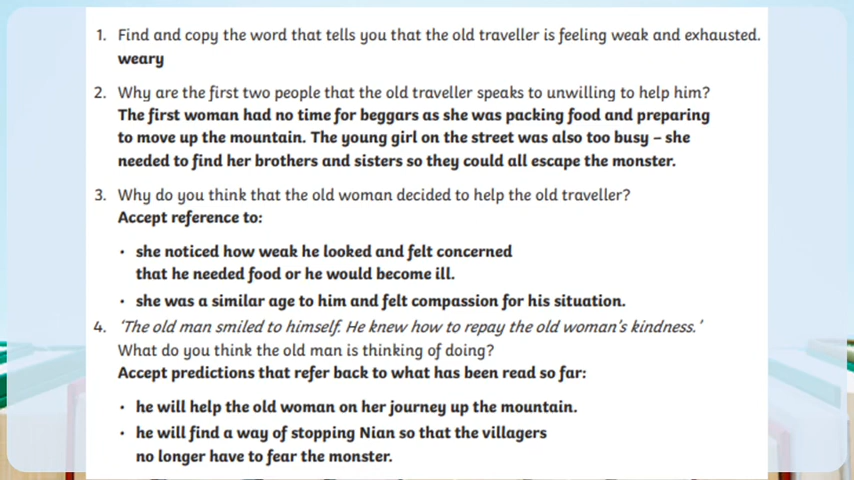 1. Find and copy the word that tells you that the old traveller is feeling weak and exhausted.
weary
2. Why are the first two people that the old traveller speaks to unwilling to help him?
The first woman had no time for beggars as she was packing food and preparing
to move up the mountain. The young girl on the street was also too busy – she
needed to find her brothers and sisters so they could all escape the monster.
3. Why do you think that the old woman decided to help the old traveller?
Accept reference to:
• she noticed how weak he looked and felt concerned
that he needed food or he would become ill.
• she was a similar age to him and felt compassion for his situation.
4. ‘The old man smiled to himself. He knew how to repay the old woman’s kindness.’
What do you think the old man is thinking of doing?
Accept predictions that refer back to what has been read so far:
• he will help the old woman on her journey up the mountain.
• he will find a way of stopping Nian so that the villagers
no longer have to fear the monster.